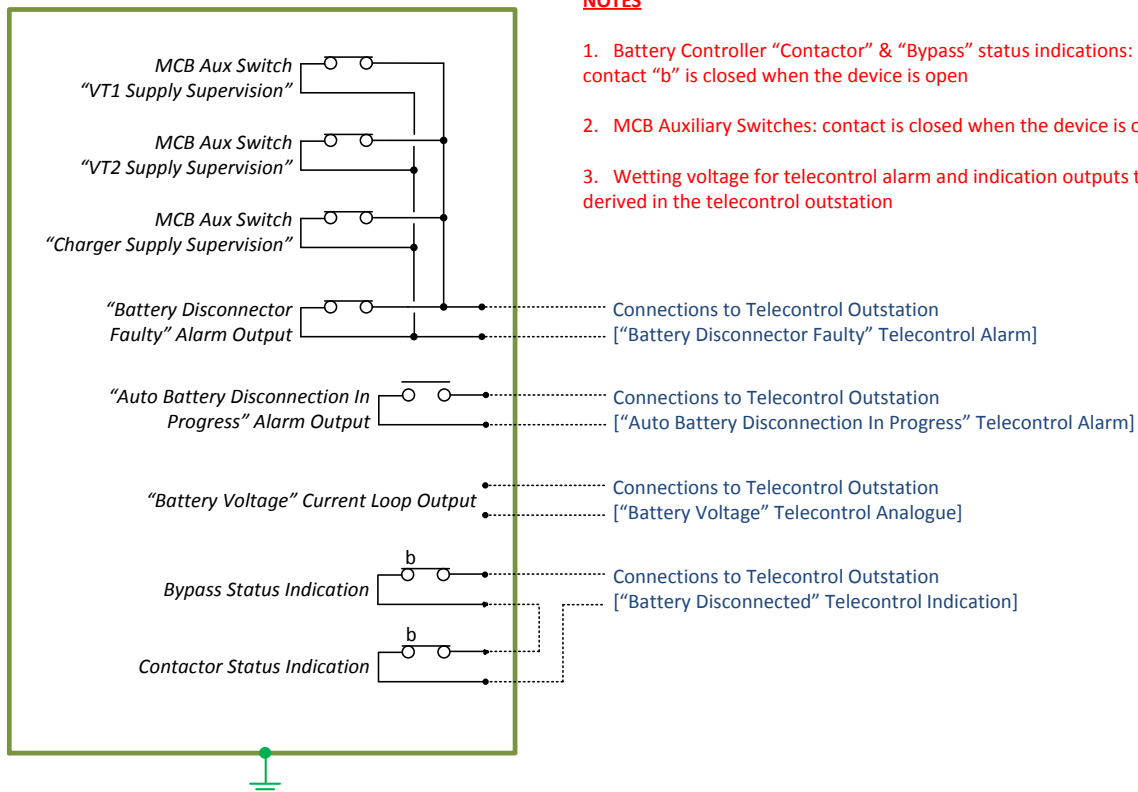 NOTES
1. Battery Controller “Contactor” & “Bypass” status indications:
contact “b” is closed when the device is open
2. MCB Auxiliary Switches: contact is closed when the device is
3. Wetting voltage for telecontrol alarm and indication outputs
derived in the telecontrol outstation
MCB Aux Switch
“VT1 Supply Supervision”
MCB Aux Switch
“VT2 Supply Supervision”
MCB Aux Switch
“Charger Supply Supervision”
“Battery Disconnector
Faulty” Alarm Output
Connections to Telecontrol Outstation
[“Battery Disconnector Faulty” Telecontrol Alarm]
“Auto Battery Disconnection In
Progress” Alarm Output
Connections to Telecontrol Outstation
[“Auto Battery Disconnection In Progress” Telecontrol Alarm]
“Battery Voltage” Current Loop Output
Connections to Telecontrol Outstation
[“Battery Voltage” Telecontrol Analogue]
b
Bypass Status Indication
Connections to Telecontrol Outstation
[“Battery Disconnected” Telecontrol Indication]
b
Contactor Status Indication